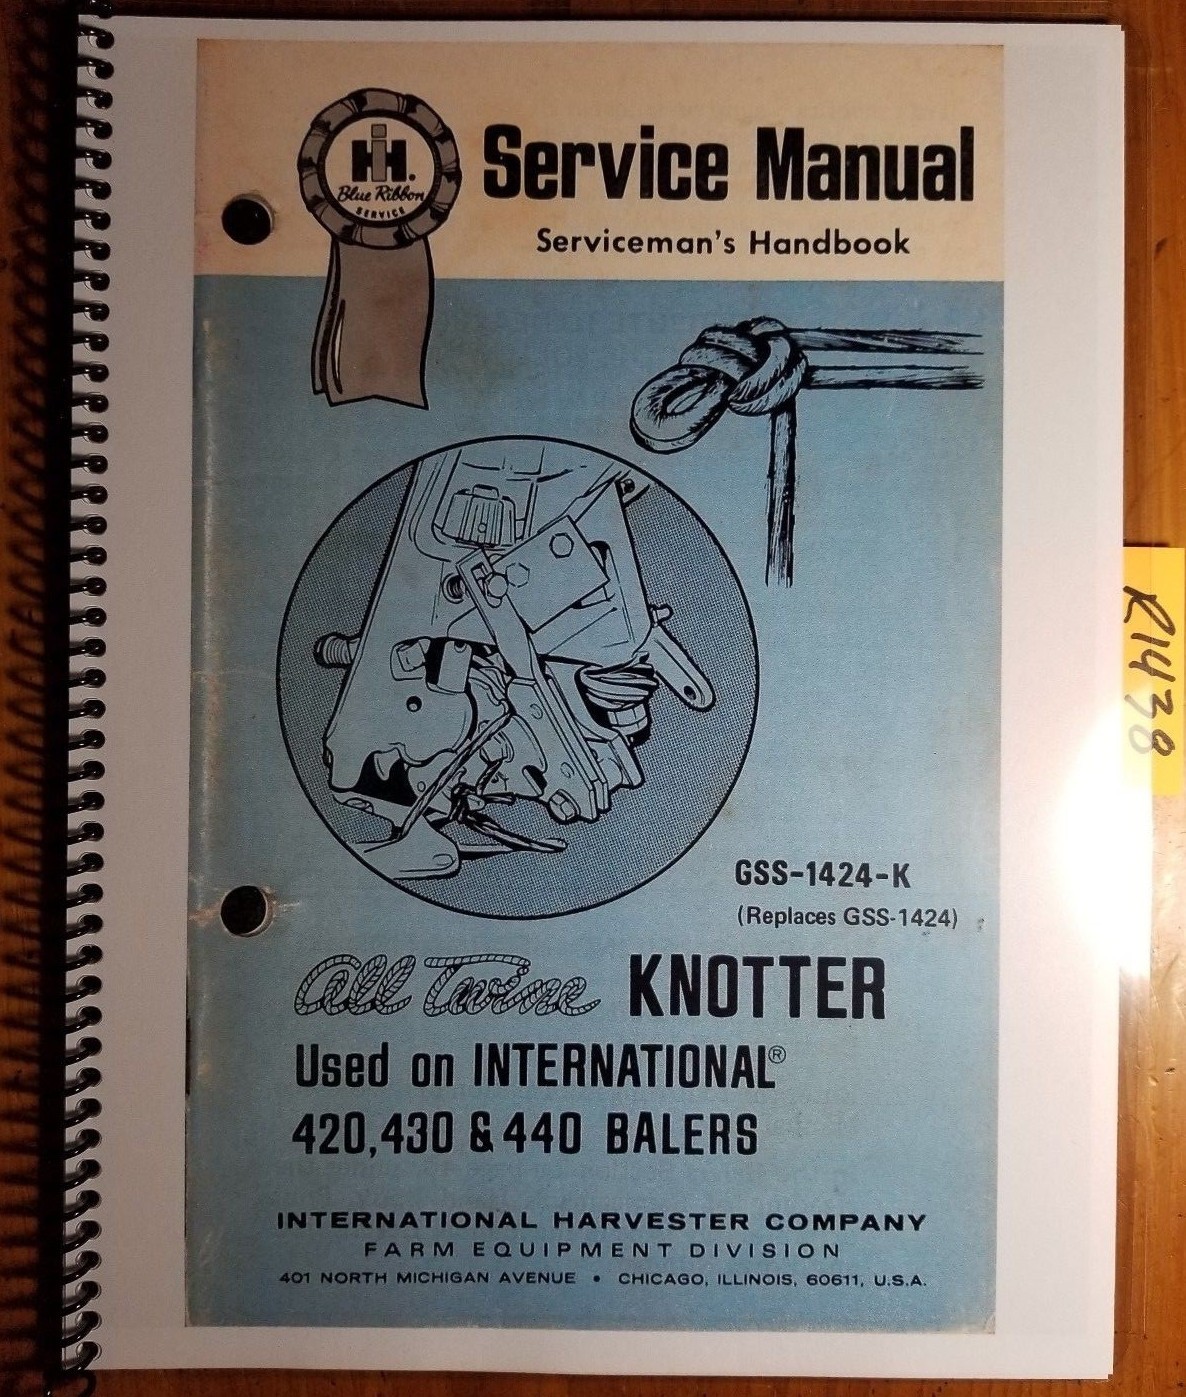 IH.
Blue Ribbon
SERVICE
Service Manual
Serviceman's Handbook
GSS-1424-K
(Replaces GSS-1424)
All Twine KNOTTER
Used on INTERNATIONAL®
420,430 & 440 BALERS
INTERNATIONAL HARVESTER COMPANY
FARM EQUIPMENT DIVISION
401 NORTH MICHIGAN AVENUE • CHICAGO, ILLINOIS, 60611, U.S.A.
K1438